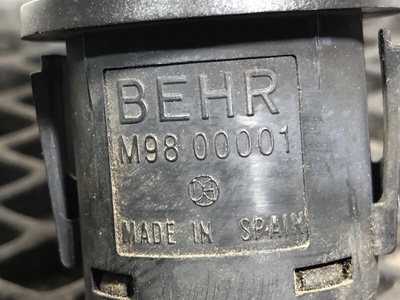 BEHR
M98 00001
MADE IN SPAIN